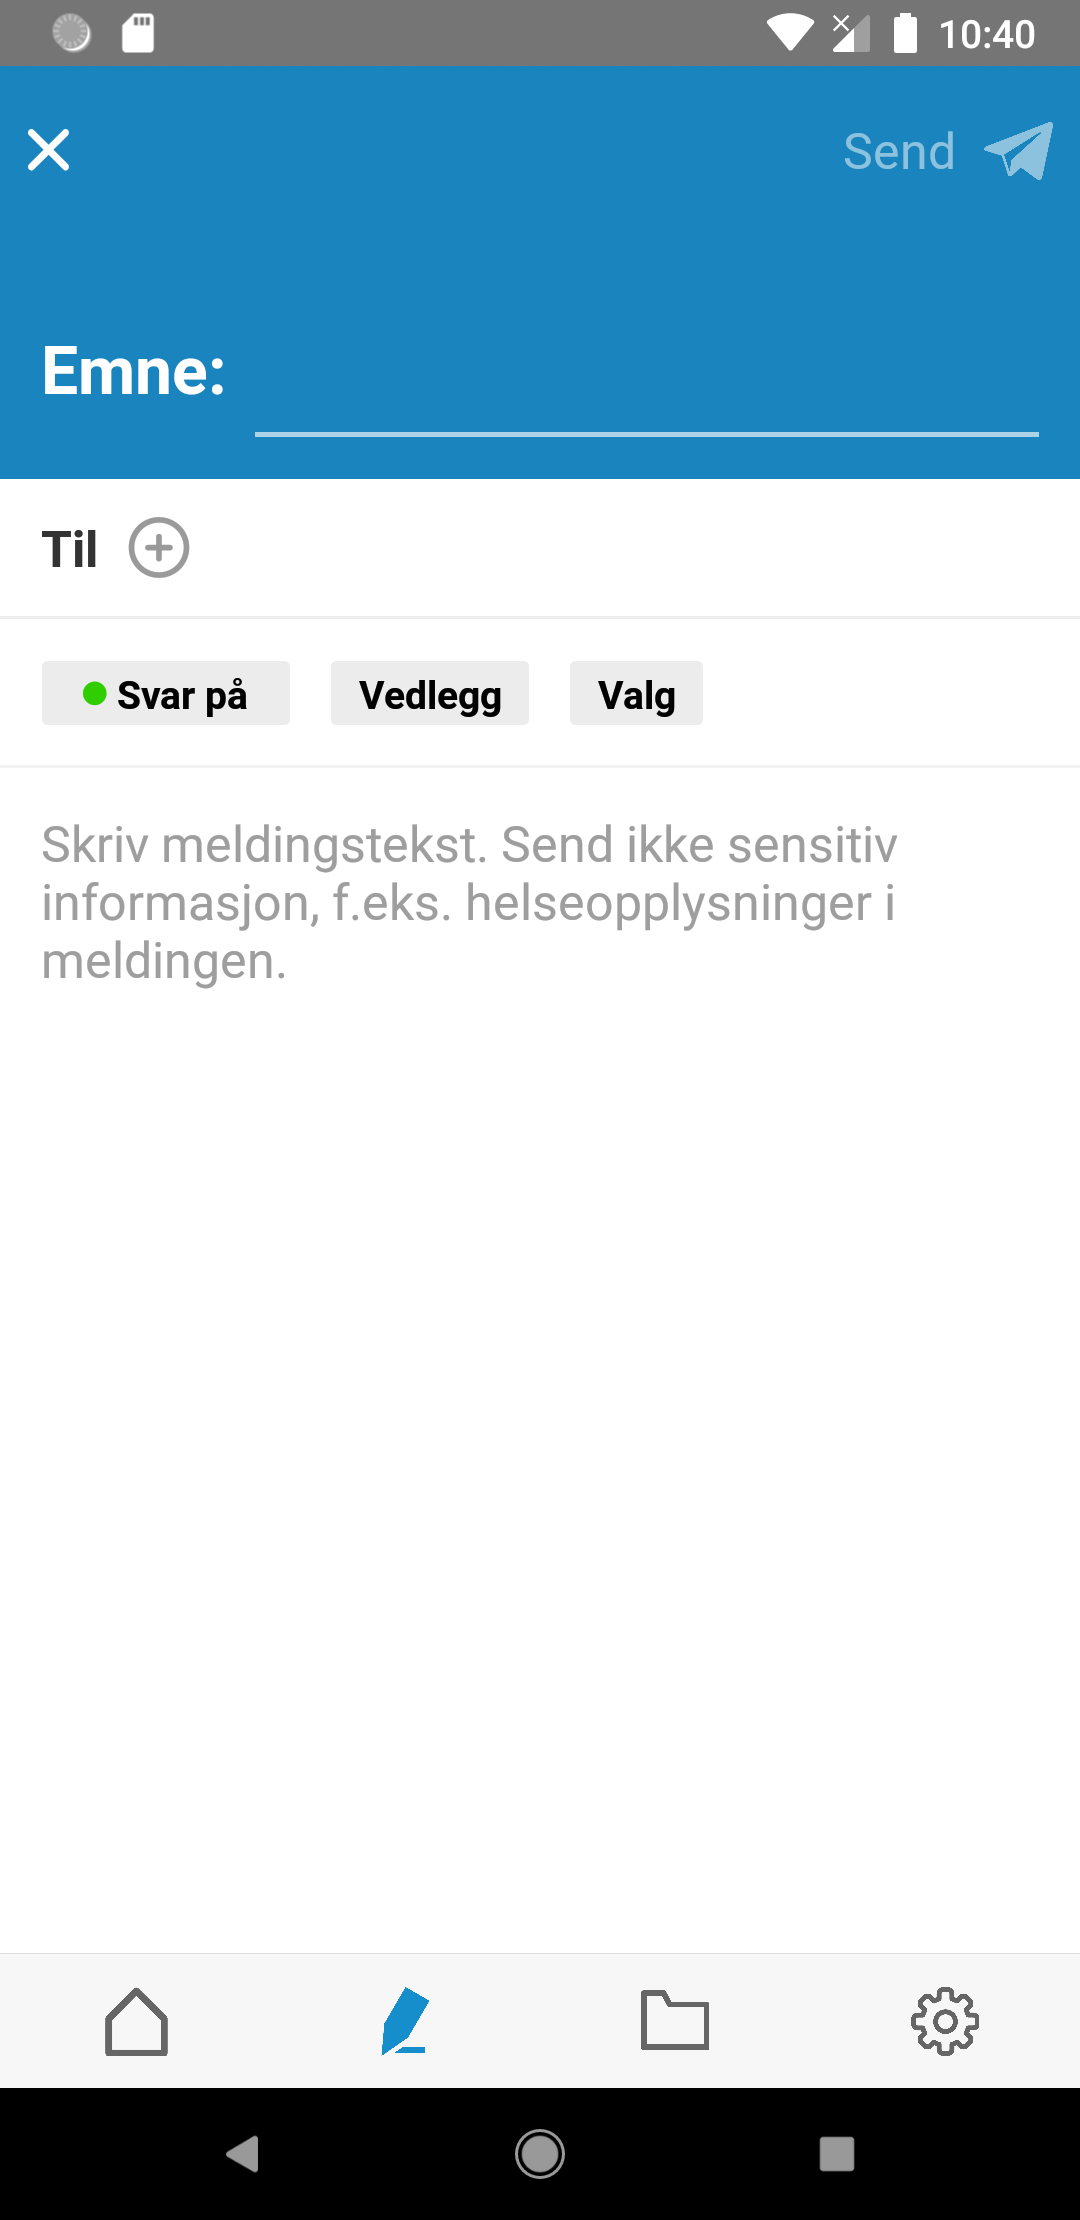 10:40
Send
Emne:
Til
Svar på Vedlegg Valg
Skriv meldingstekst. Send ikke sensitiv
informasjon, f.eks. helseopplysninger i
meldingen.